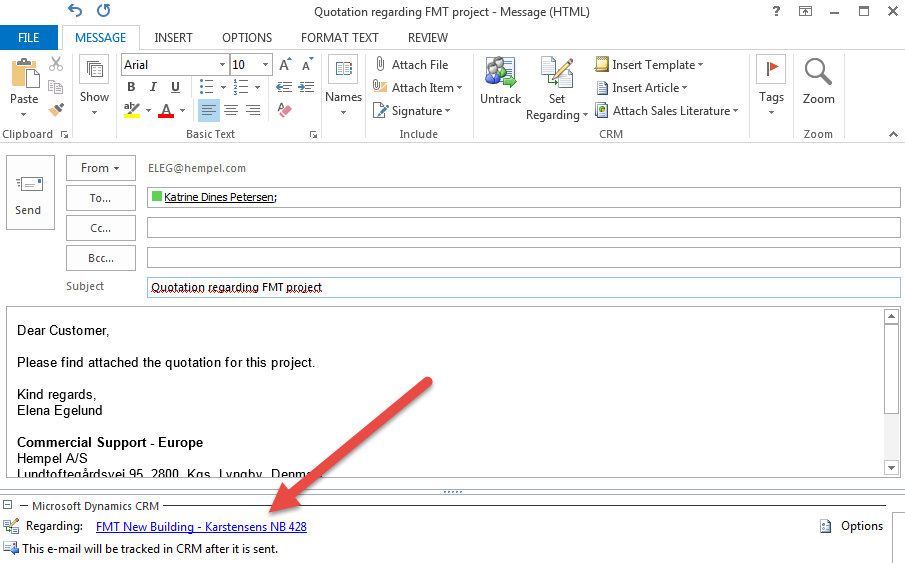 Quotation regarding FMT project - Message (HTML)
?
FILE MESSAGE INSERT OPTIONS FORMAT TEXT REVIEW
Paste
Clipboard
Show
Arial 10
B I U
Basic Text
Names
Attach File
Attach Item
Signature
Include
Untrack
Set
Regarding
Insert Template
Insert Article
Attach Sales Literature
CRM
Tags
Zoom
Zoom
Send
From ELEG@hempel.com
To... Katrine Dines Petersen;
Cc...
Bcc...
Subject Quotation regarding FMT project
Dear Customer,
Please find attached the quotation for this project.
Kind regards,
Elena Egelund
Commercial Support - Europe
Hempel A/S
Lundtoftegårdsvej 95, 2800, Kgs. Lyngby, Denmark
Microsoft Dynamics CRM
Regarding: FMT New Building - Karstensens NB 428 Options
This e-mail will be tracked in CRM after it is sent.